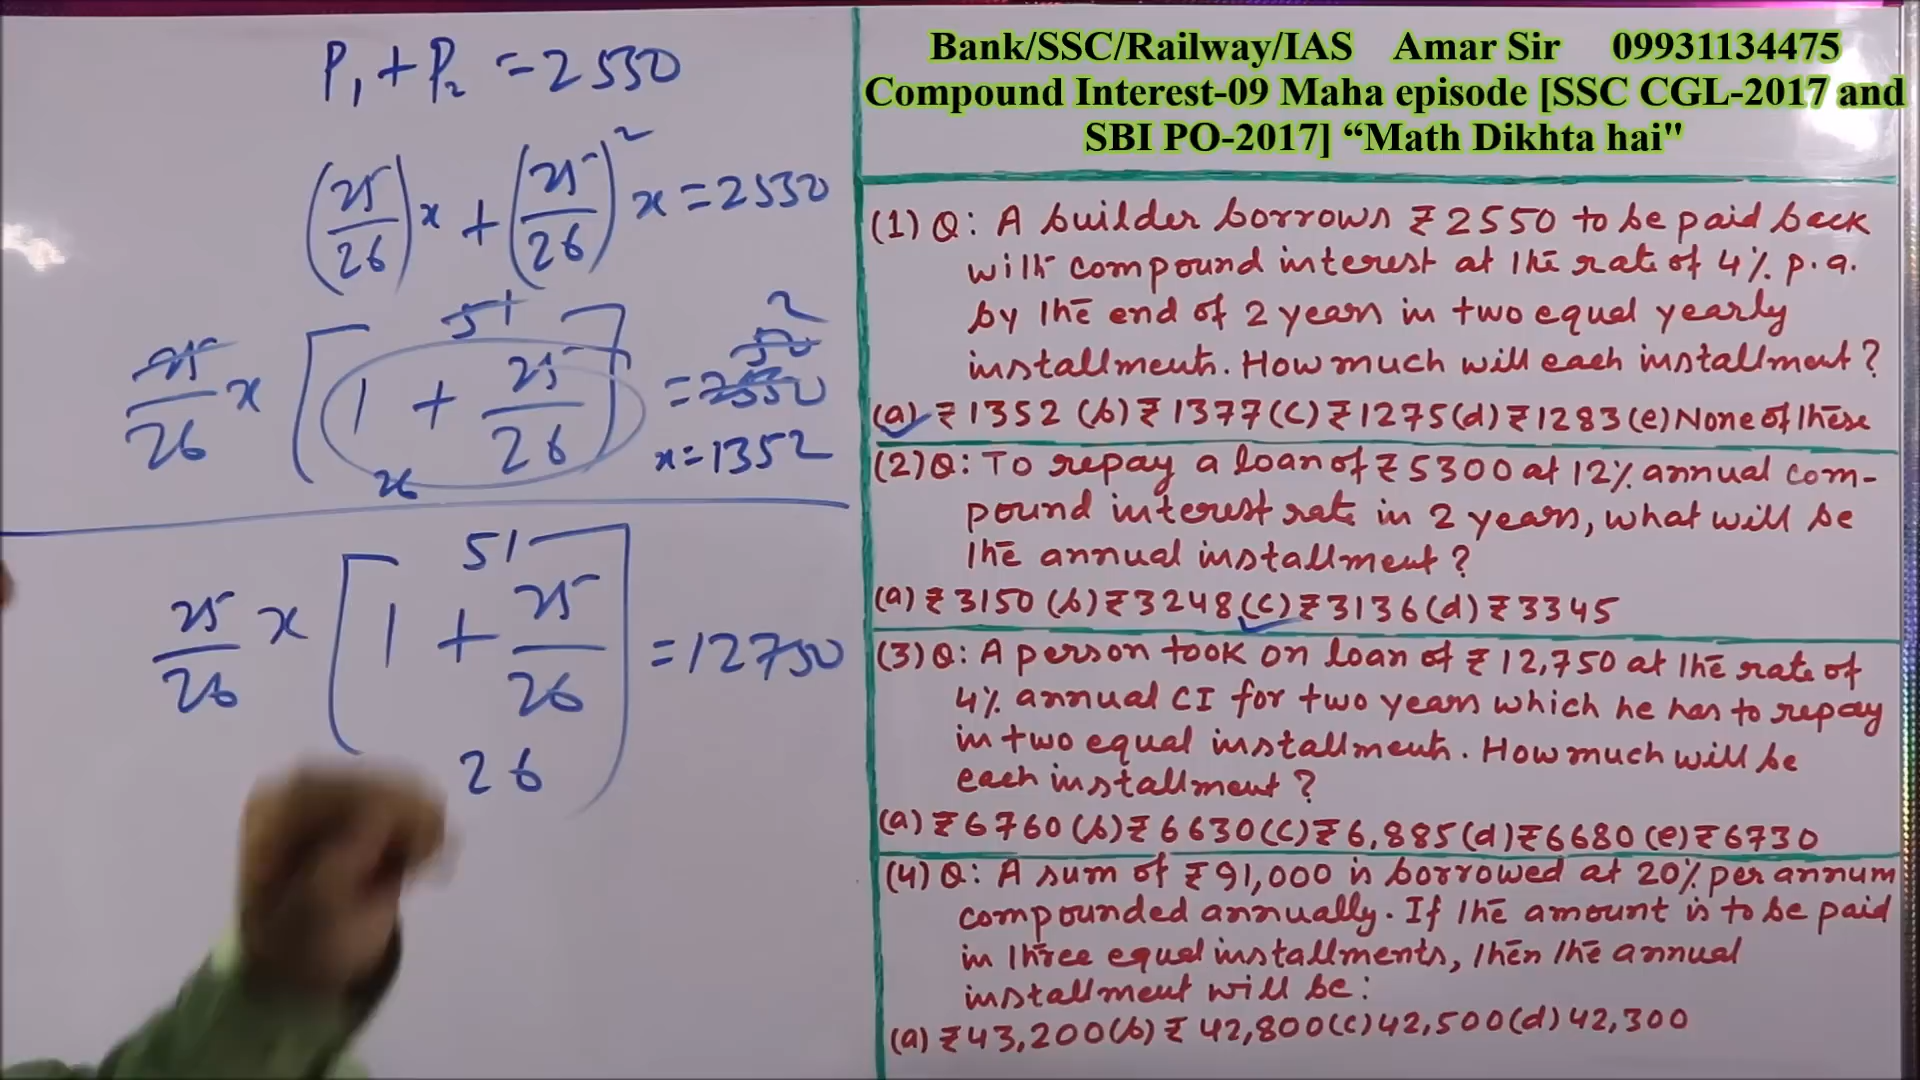 P₁ + P₂ = 2550
(25/26)x + (25/26)² x = 2550
51 2
25/26 x [1 + 25/26] = 2550 50
26 x = 1352
51
25/26 x [1 + 25/26] = 12750
26
Bank/SSC/Railway/IAS Amar Sir 09931134475
Compound Interest-09 Maha episode [SSC CGL-2017 and
SBI PO-2017] “Math Dikhta hai"
(1) Q: A builder borrows ₹2550 to be paid back
with compound interest at the rate of 4% p.a.
by the end of 2 years in two equal yearly
installments. How much will each installment?
(a) ₹1352 (b) ₹1377 (c) ₹1275 (d) ₹1283 (e) None of these
(2) Q: To repay a loan of ₹5300 at 12% annual com-
pound interest rate in 2 years, what will be
the annual installment?
(a) ₹3150 (b) ₹3248 (c) ₹3136 (d) ₹3345
(3) Q: A person took on loan of ₹12,750 at the rate of
4% annual CI for two years which he has to repay
in two equal installments. How much will be
each installment?
(a) ₹6760 (b) ₹6630 (c) ₹6,885 (d) ₹6680 (e) ₹6730
(4) Q: A sum of ₹91,000 is borrowed at 20% per annum
compounded annually. If the amount is to be paid
in three equal installments, then the annual
installment will be:
(a) ₹43,200 (b) ₹42,800 (c) 42,500 (d) 42,300